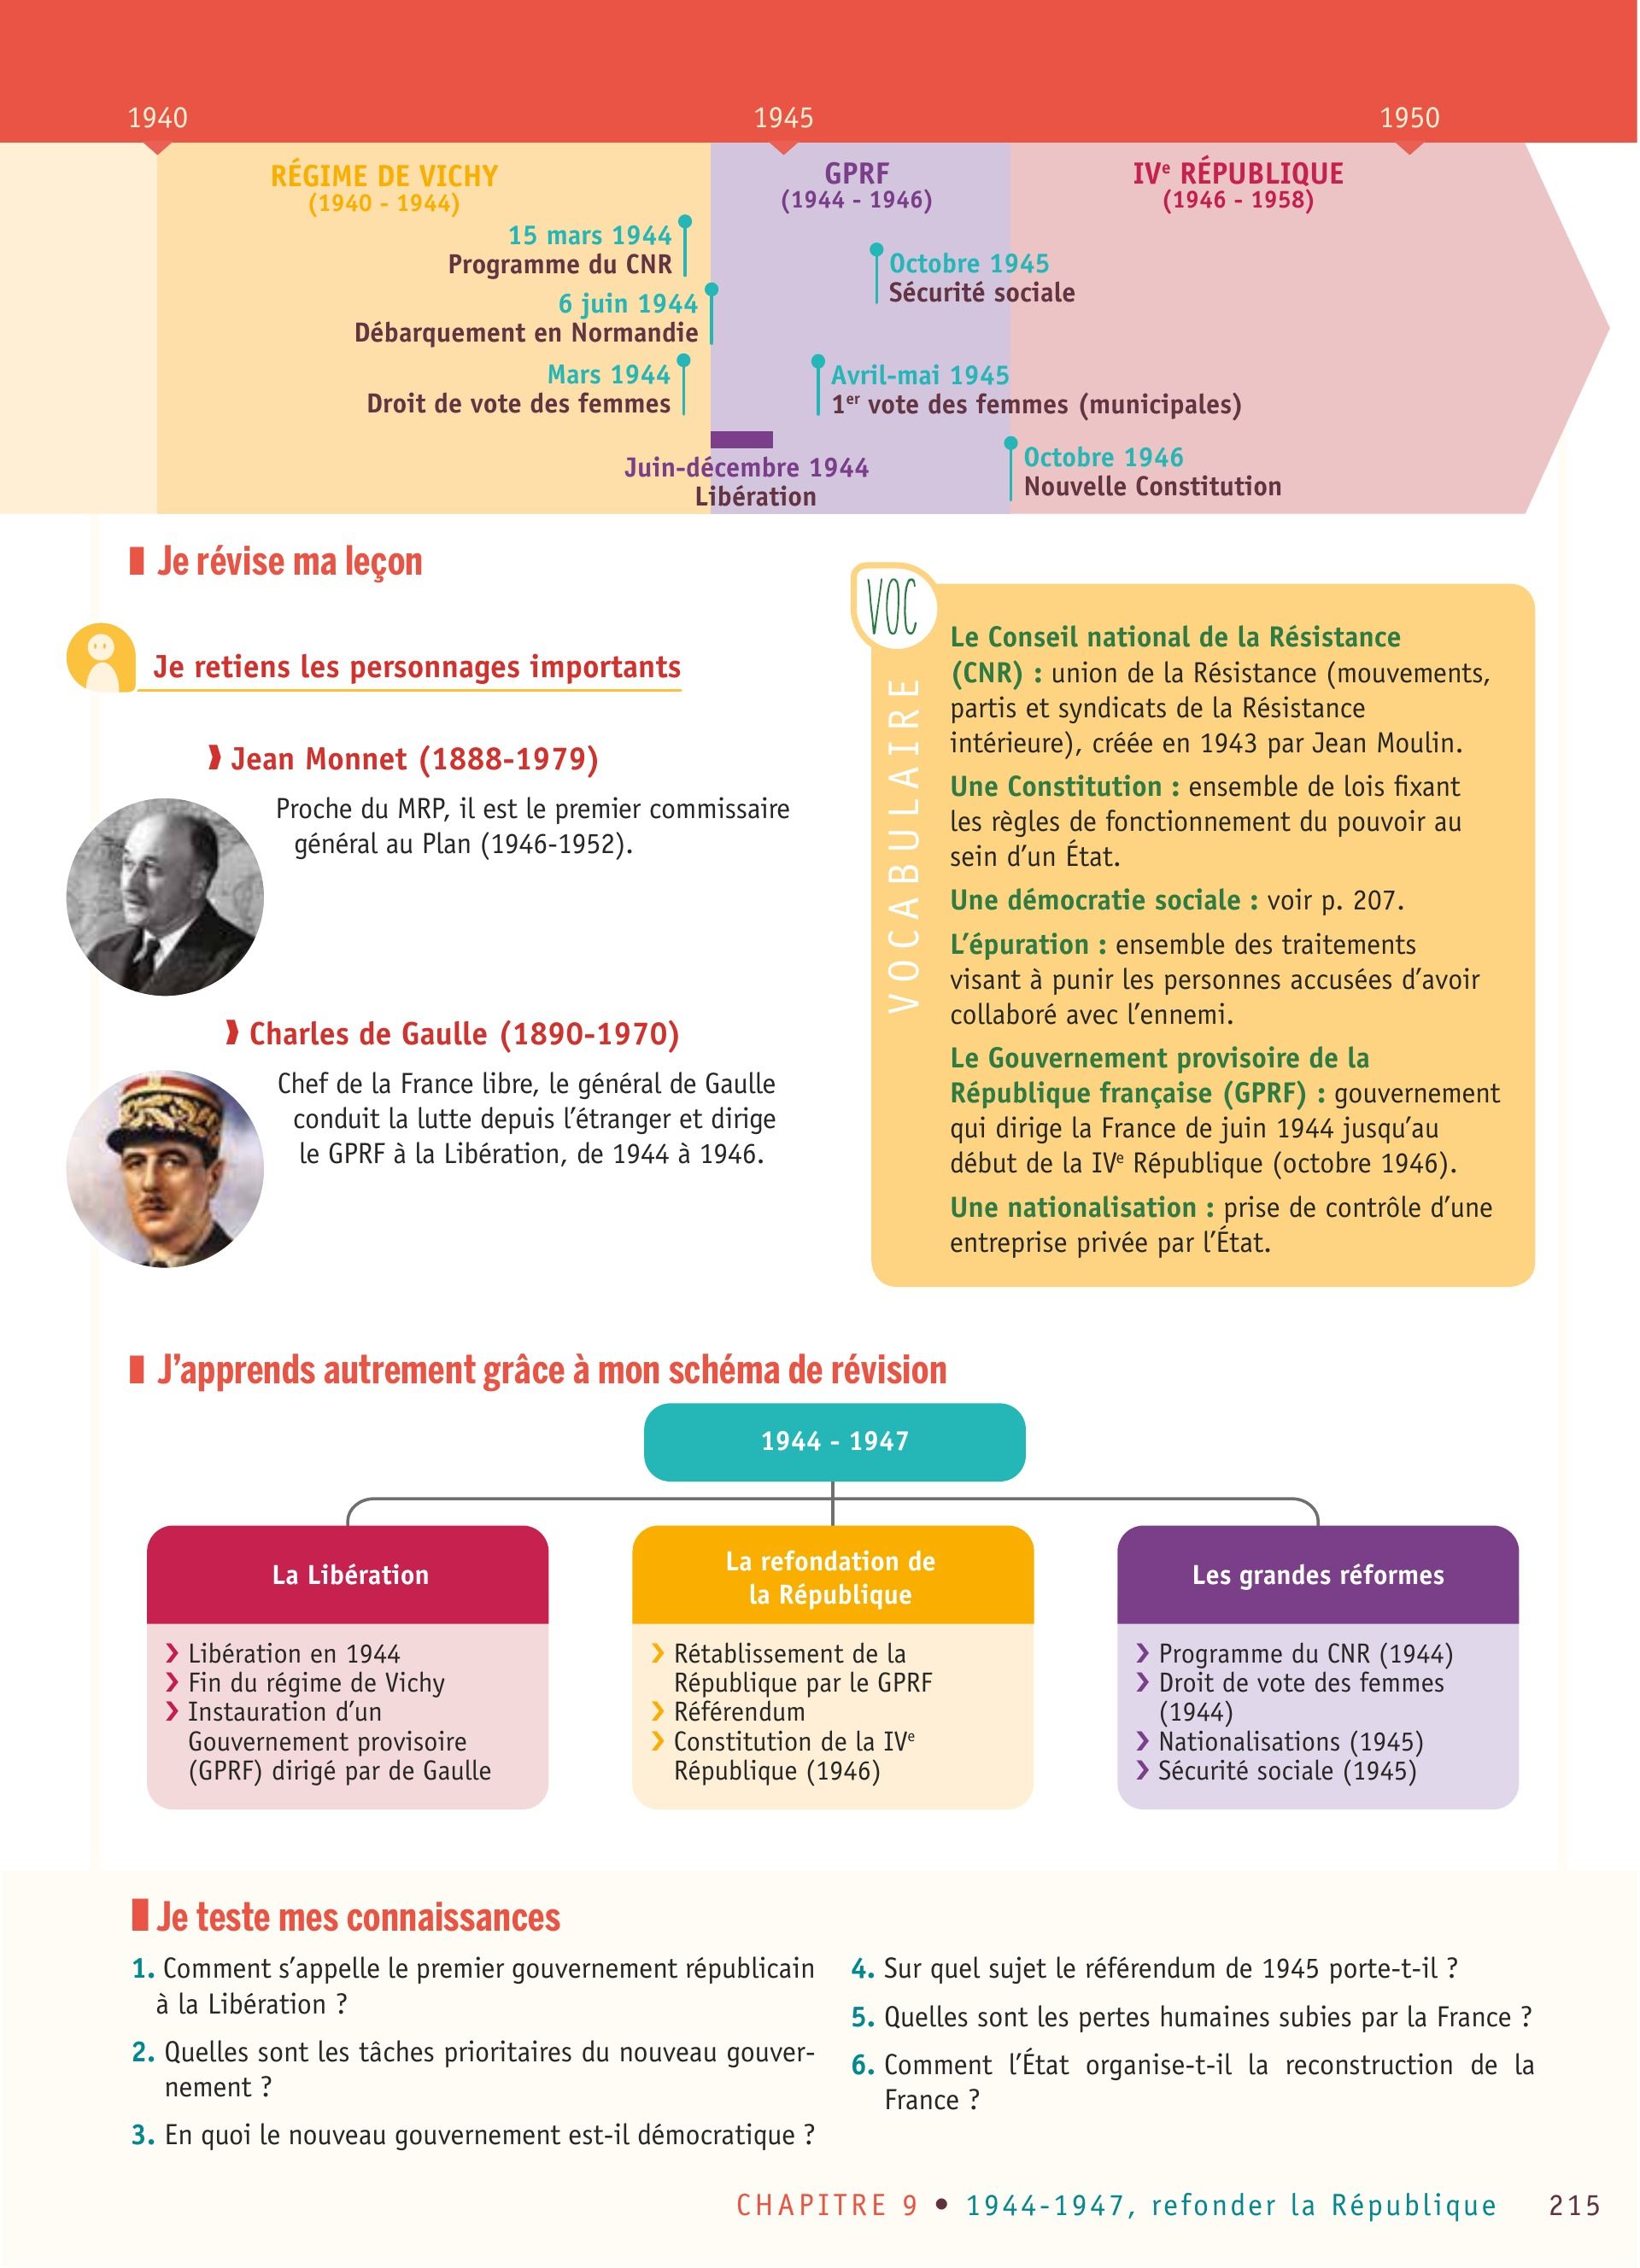 1940
1945
1950
RÉGIME DE VICHY
(1940 - 1944)
GPRF
(1944 - 1946)
IVe RÉPUBLIQUE
(1946 - 1958)
15 mars 1944
Programme du CNR
6 juin 1944
Débarquement en Normandie
Mars 1944
Droit de vote des femmes
Juin-décembre 1944
Libération
Octobre 1945
Sécurité sociale
Avril-mai 1945
1er vote des femmes (municipales)
Octobre 1946
Nouvelle Constitution
Je révise ma leçon
Je retiens les personnages importants
Jean Monnet (1888-1979)
Proche du MRP, il est le premier commissaire
général au Plan (1946-1952).
Charles de Gaulle (1890-1970)
Chef de la France libre, le général de Gaulle
conduit la lutte depuis l'étranger et dirige
le GPRF à la Libération, de 1944 à 1946.
VOC
VOCABULAIRE
Le Conseil national de la Résistance
(CNR) : union de la Résistance (mouvements,
partis et syndicats de la Résistance
intérieure), créée en 1943 par Jean Moulin.
Une Constitution : ensemble de lois fixant
les règles de fonctionnement du pouvoir au
sein d'un État.
Une démocratie sociale : voir p. 207.
L'épuration : ensemble des traitements
visant à punir les personnes accusées d'avoir
collaboré avec l'ennemi.
Le Gouvernement provisoire de la
République française (GPRF) : gouvernement
qui dirige la France de juin 1944 jusqu'au
début de la IVe République (octobre 1946).
Une nationalisation : prise de contrôle d'une
entreprise privée par l'État.
J'apprends autrement grâce à mon schéma de révision
1944 - 1947
La Libération
❯ Libération en 1944
❯ Fin du régime de Vichy
❯ Instauration d'un
Gouvernement provisoire
(GPRF) dirigé par de Gaulle
La refondation de
la République
❯ Rétablissement de la
République par le GPRF
❯ Référendum
❯ Constitution de la IVe
République (1946)
Les grandes réformes
❯ Programme du CNR (1944)
❯ Droit de vote des femmes
(1944)
❯ Nationalisations (1945)
❯ Sécurité sociale (1945)
Je teste mes connaissances
1. Comment s'appelle le premier gouvernement républicain
à la Libération ?
2. Quelles sont les tâches prioritaires du nouveau gouver-
nement ?
3. En quoi le nouveau gouvernement est-il démocratique ?
4. Sur quel sujet le référendum de 1945 porte-t-il ?
5. Quelles sont les pertes humaines subies par la France ?
6. Comment l'État organise-t-il la reconstruction de la
France ?
CHAPITRE 9 • 1944-1947, refonder la République 215